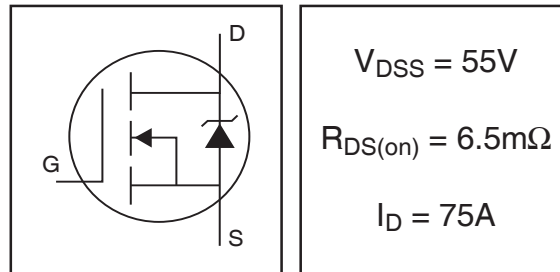 D
G
S
V_DSS = 55V
R_DS(on) = 6.5mΩ
I_D = 75A